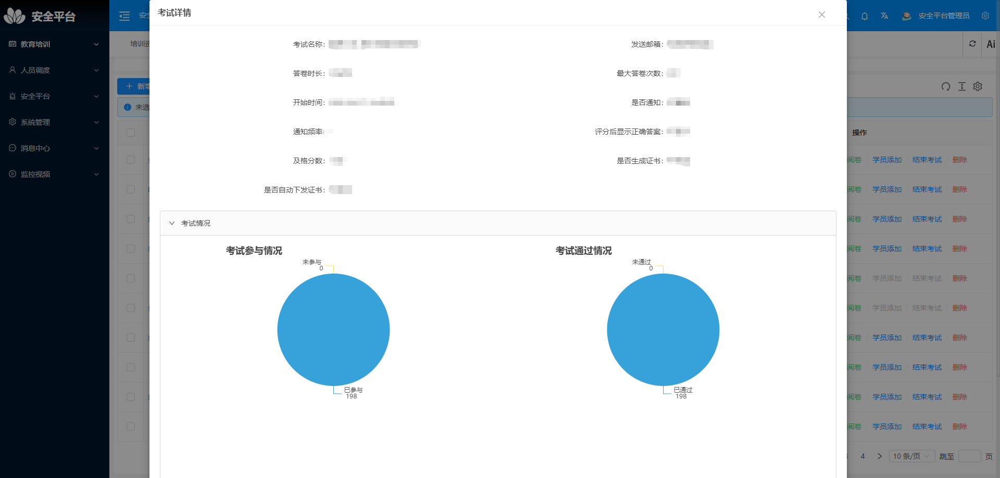 安全平台
教育培训
人员调度
安全平台
系统管理
消息中心
监控视频
安全平台管理员
培训资
Ai
新增
未选
考试详情
考试名称：
发送邮箱：
答卷时长：
最大答卷次数：
开始时间：
是否通知：
通知频率
评分后显示正确答案：
及格分数：
是否生成证书：
是否自动下发证书：
考试情况
考试参与情况
未参与
0
已参与
198
考试通过情况
未通过
0
已通过
198
操作
阅卷 学员添加 结束考试 删除
阅卷 学员添加 结束考试 删除
阅卷 学员添加 结束考试 删除
阅卷 学员添加 结束考试 删除
阅卷 学员添加 结束考试 删除
阅卷 学员添加 结束考试 删除
阅卷 学员添加 结束考试 删除
阅卷 学员添加 结束考试 删除
阅卷 学员添加 结束考试 删除
阅卷 学员添加 结束考试 删除
4 10 条/页 跳至 页